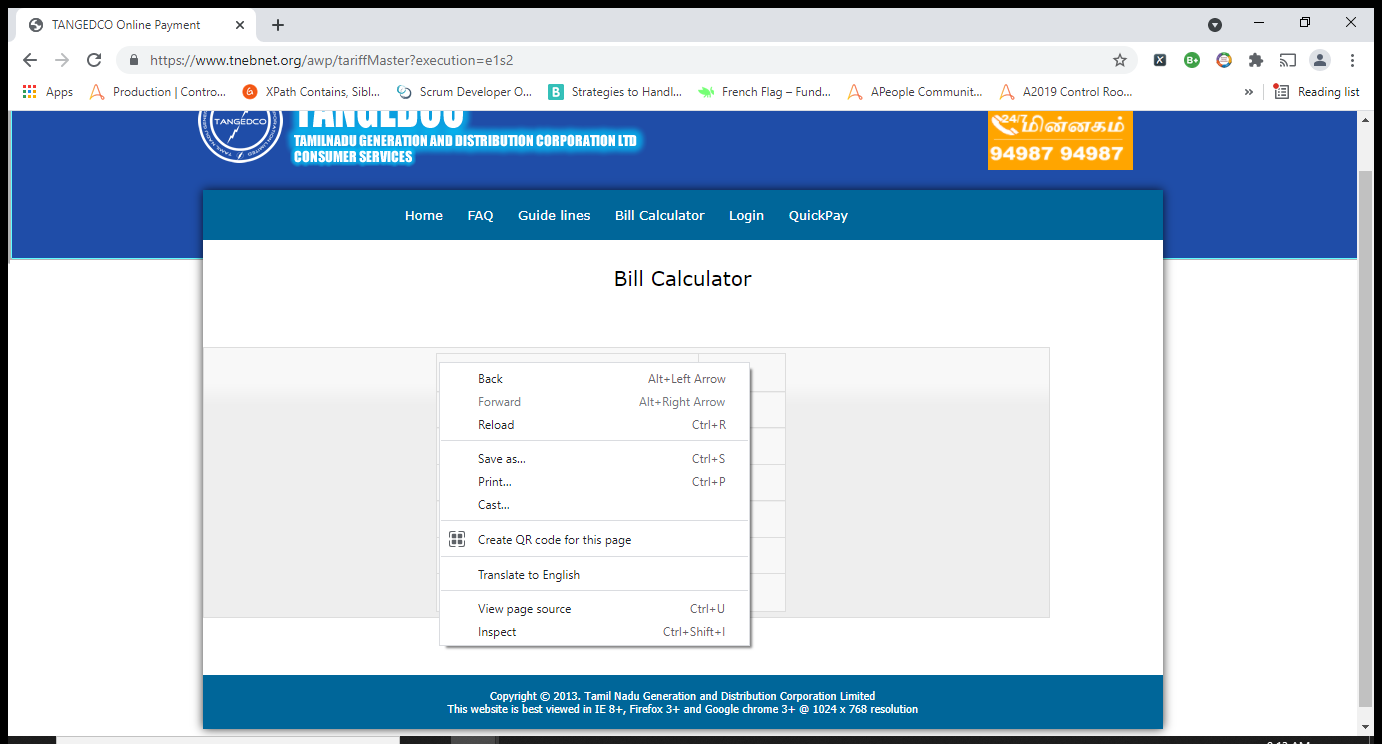 TANGEDCO Online Payment
https://www.tnebnet.org/awp/tariffMaster?execution=e1s2
Apps Production | Contro... XPath Contains, Sibl... Scrum Developer O... Strategies to Handl... French Flag – Fund... APeople Communit... A2019 Control Roo... » Reading list
TANGEDCO
TANGEDCO
TAMILNADU GENERATION AND DISTRIBUTION CORPORATION LTD
CONSUMER SERVICES
24/7 மின்னகம்
94987 94987
Home FAQ Guide lines Bill Calculator Login QuickPay
Bill Calculator
Back Alt+Left Arrow
Forward Alt+Right Arrow
Reload Ctrl+R
Save as... Ctrl+S
Print... Ctrl+P
Cast...
Create QR code for this page
Translate to English
View page source Ctrl+U
Inspect Ctrl+Shift+I
Copyright © 2013. Tamil Nadu Generation and Distribution Corporation Limited
This website is best viewed in IE 8+, Firefox 3+ and Google chrome 3+ @ 1024 x 768 resolution